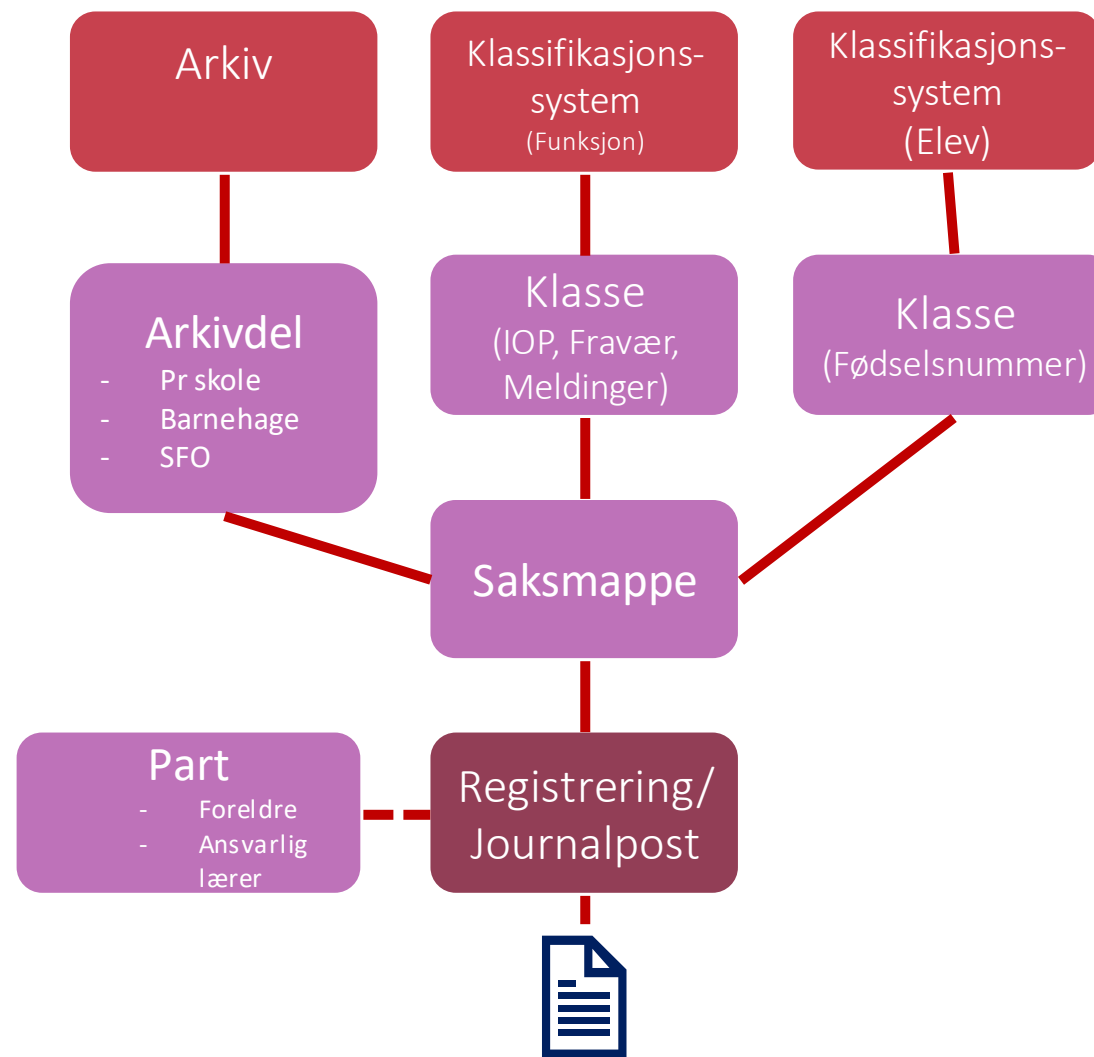 Arkiv
Klassifikasjons-
system
(Funksjon)
Klassifikasjons-
system
(Elev)
Arkivdel
- Pr skole
- Barnehage
- SFO
Klasse
(IOP, Fravær,
Meldinger)
Klasse
(Fødselsnummer)
Saksmappe
Part
- Foreldre
- Ansvarlig
lærer
Registrering/
Journalpost